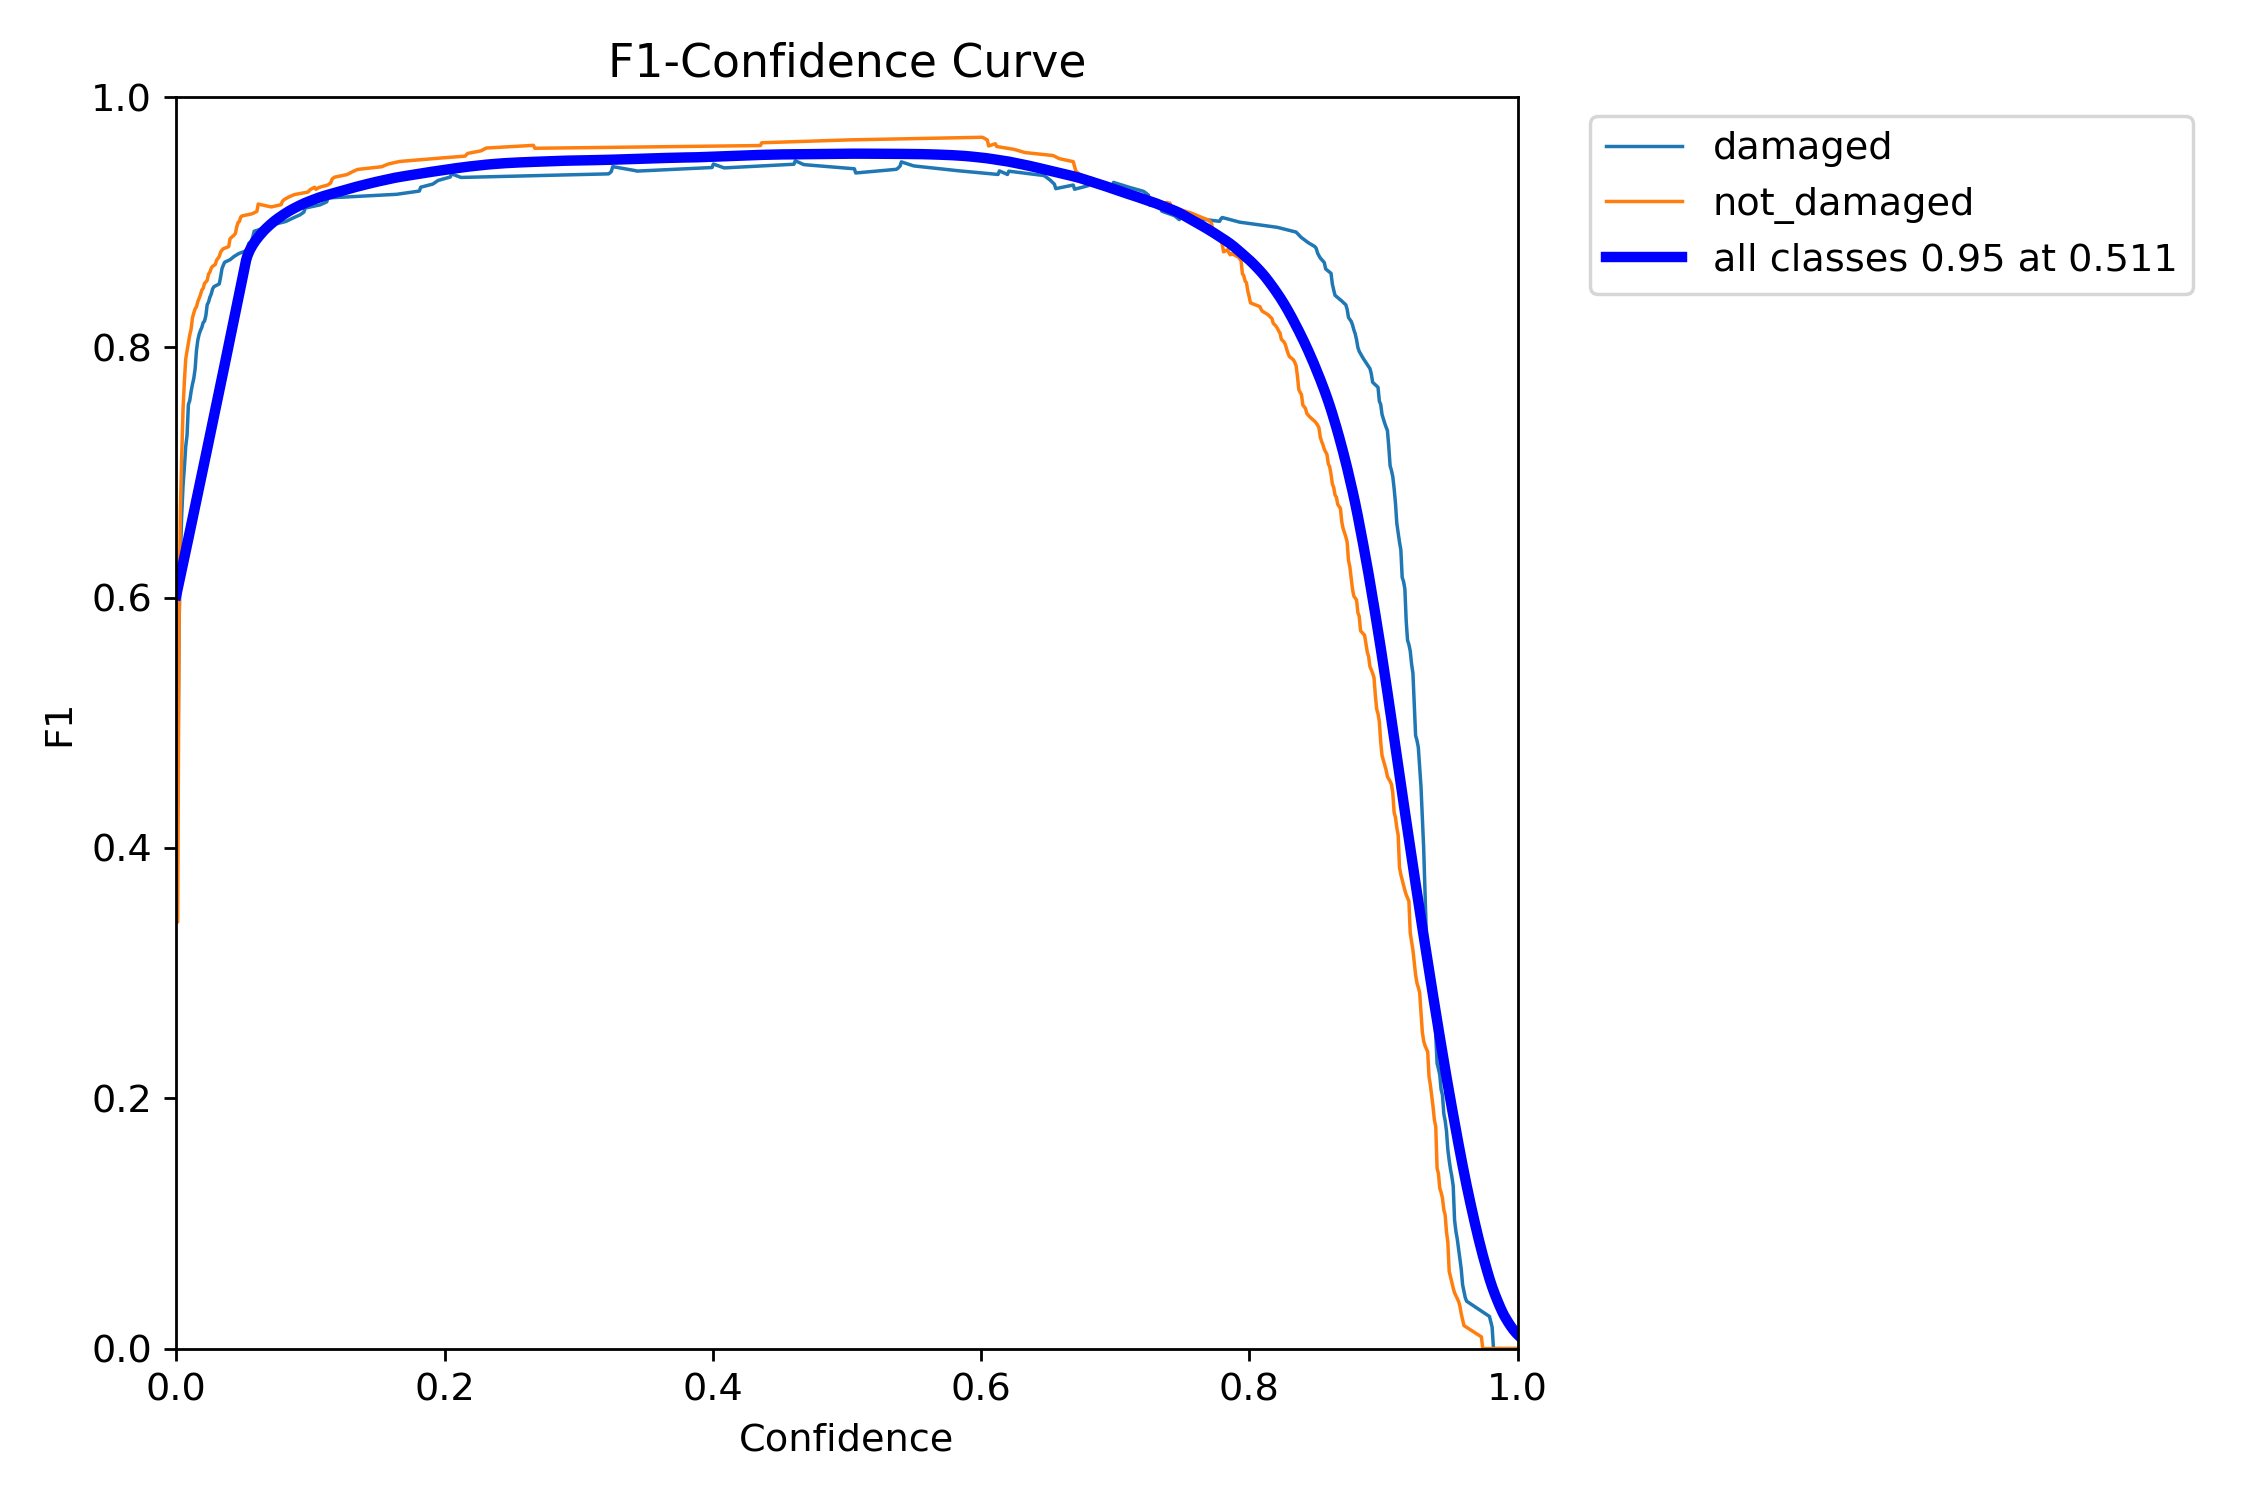 F1-Confidence Curve
1.0
0.8
0.6
0.4
0.2
0.0
F1
0.0 0.2 0.4 0.6 0.8 1.0
Confidence
damaged
not_damaged
all classes 0.95 at 0.511